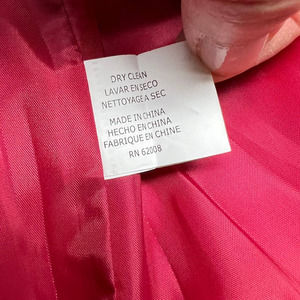 DRY CLEAN
LAVAR EN SECO
NETTOYAGE A SEC
MADE IN CHINA
HECHO EN CHINA
FABRIQUE EN CHINE
RN 62008